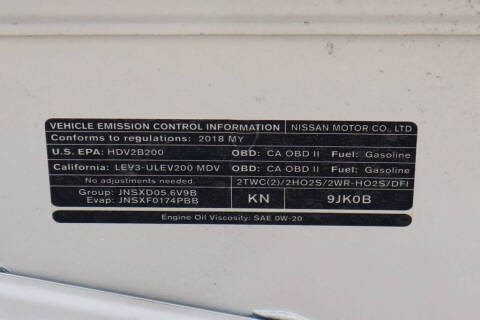 VEHICLE EMISSION CONTROL INFORMATION NISSAN MOTOR CO., LTD
Conforms to regulations: 2018 MY
U.S. EPA: HDV2B200 OBD: CA OBD II Fuel: Gasoline
California: LEV3-ULEV200 MDV OBD: CA OBD II Fuel: Gasoline
No adjustments needed. 2TWC(2)/2HO2S/2WR-HO2S/DFI
Group: JNSXD05.6V9B KN 9JK0B
Evap: JNSXF0174PBB
Engine Oil Viscosity: SAE 0W-20